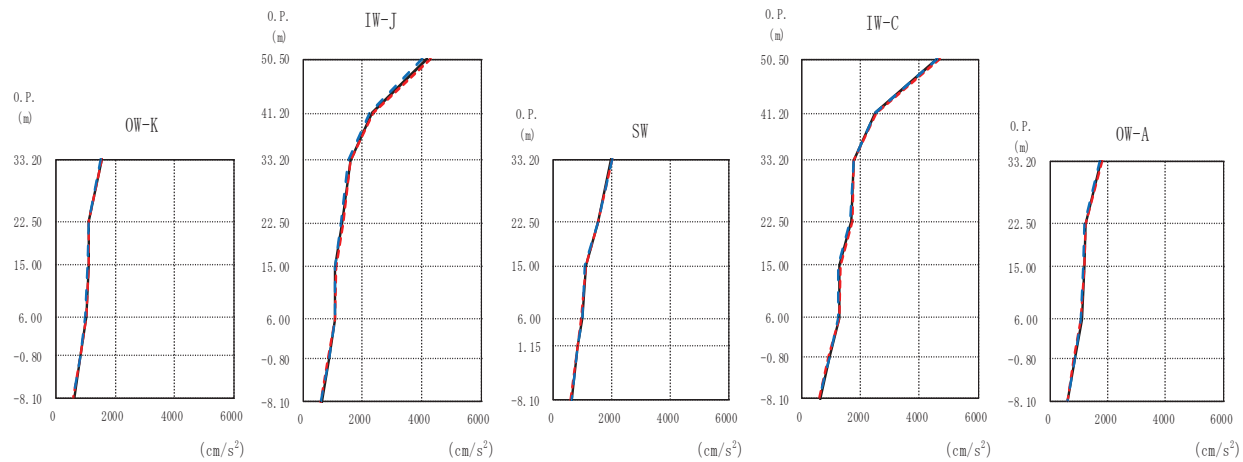 O.P.
(m)
OW-K
33.20
22.50
15.00
6.00
-0.80
-8.10
0
2000
4000
6000
(cm/s²)
O.P.
(m)
IW-J
50.50
41.20
33.20
22.50
15.00
6.00
-0.80
-8.10
0
2000
4000
6000
(cm/s²)
O.P.
(m)
SW
33.20
22.50
15.00
6.00
1.15
-8.10
0
2000
4000
6000
(cm/s²)
O.P.
(m)
IW-C
50.50
41.20
33.20
22.50
15.00
6.00
-0.80
-8.10
0
2000
4000
6000
(cm/s²)
O.P.
(m)
OW-A
33.20
22.50
15.00
6.00
-0.80
-8.10
0
2000
4000
6000
(cm/s²)